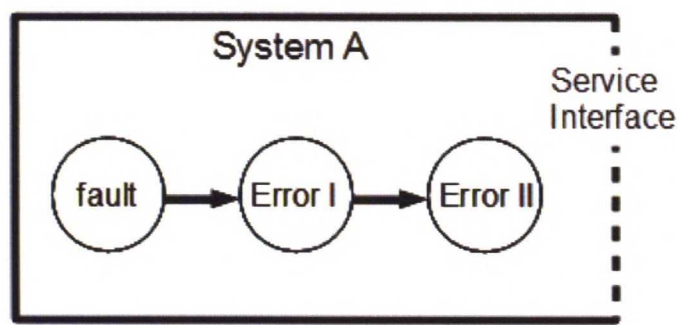 System A
Service
Interface
fault
Error I
Error II